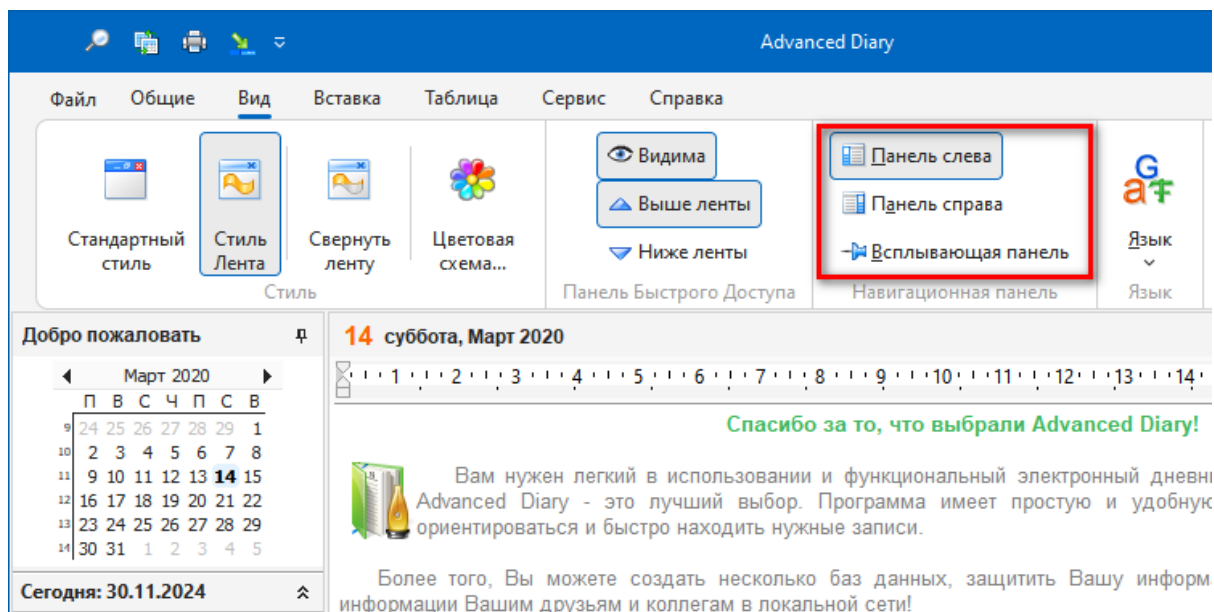 Advanced Diary
Файл Общие Вид Вставка Таблица Сервис Справка
Стандартный стиль
Стиль Лента
Свернуть ленту
Цветовая схема...
Стиль
Видима
Выше ленты
Ниже ленты
Панель Быстрого Доступа
Панель слева
Панель справа
Всплывающая панель
Навигационная панель
Язык
Язык
Добро пожаловать
Март 2020
П В С Ч П С В
9 24 25 26 27 28 29 1
10 2 3 4 5 6 7 8
11 9 10 11 12 13 14 15
12 16 17 18 19 20 21 22
13 23 24 25 26 27 28 29
14 30 31 1 2 3 4 5
Сегодня: 30.11.2024
14 суббота, Март 2020
1 2 3 4 5 6 7 8 9 10 11 12 13 14
Спасибо за то, что выбрали Advanced Diary!
Вам нужен легкий в использовании и функциональный электронный дневн
Advanced Diary - это лучший выбор. Программа имеет простую и удобную
ориентироваться и быстро находить нужные записи.
Более того, Вы можете создать несколько баз данных, защитить Вашу информ
информации Вашим друзьям и коллегам в локальной сети!